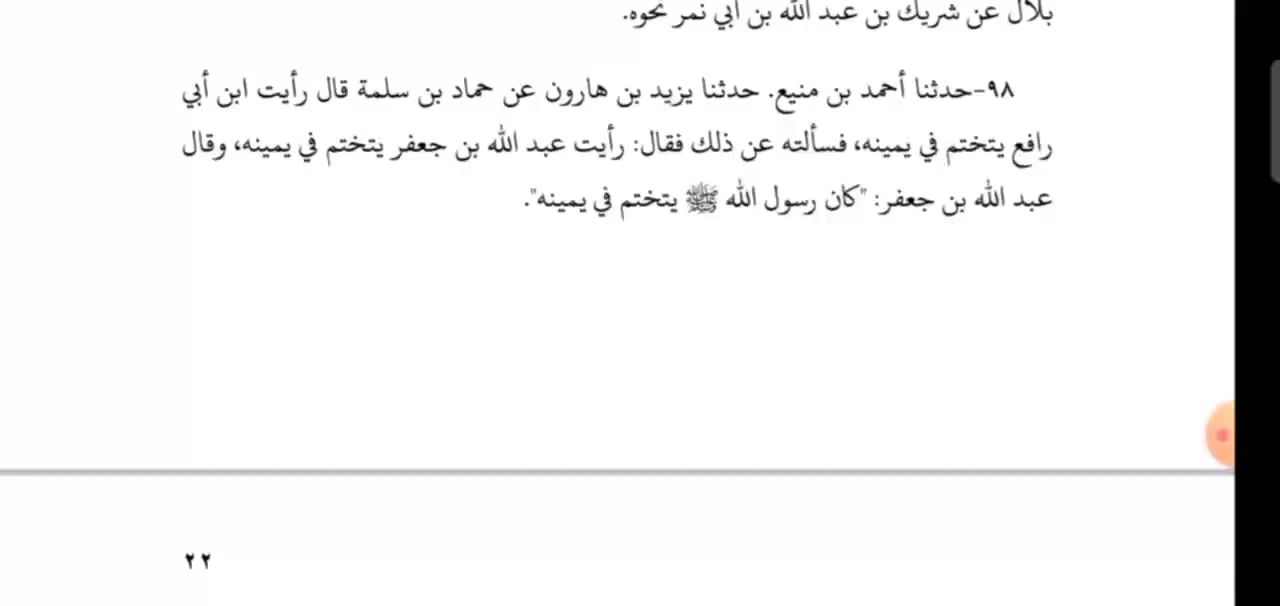 بلال عن شريك بن عبد الله بن أبي نمر نحوه.
٩٨-حدثنا أحمد بن منيع. حدثنا يزيد بن هارون عن حماد بن سلمة قال رأيت ابن أبي
رافع يتختم في يمينه، فسألته عن ذلك فقال: رأيت عبد الله بن جعفر يتختم في يمينه، وقال
عبد الله بن جعفر: "كان رسول الله ﷺ يتختم في يمينه".
٢٢